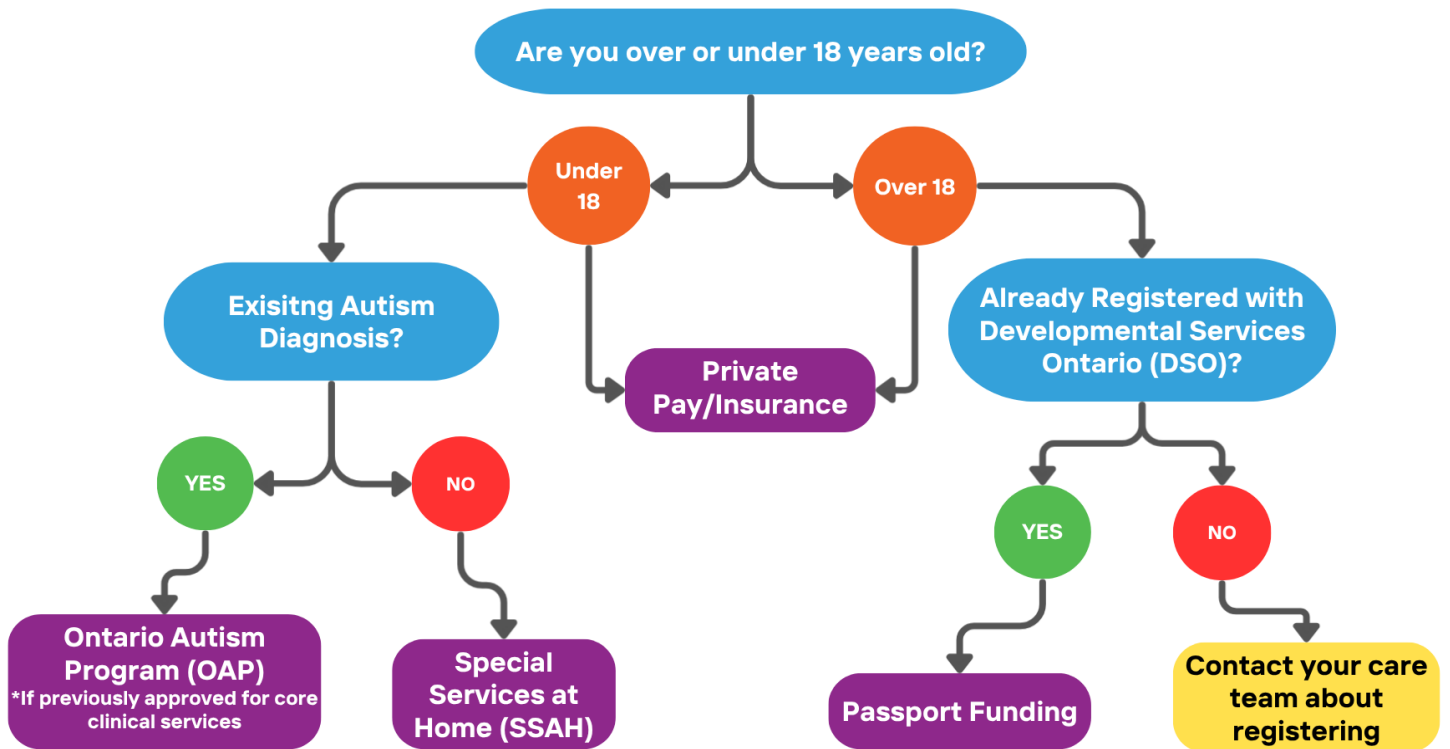 Are you over or under 18 years old?
Under
18
Over 18
Exisitng Autism
Diagnosis?
Private
Pay/Insurance
Already Registered with
Developmental Services
Ontario (DSO)?
YES
NO
YES
NO
Ontario Autism
Program (OAP)
*If previously approved for core
clinical services
Special
Services at
Home (SSAH)
Passport Funding
Contact your care
team about
registering